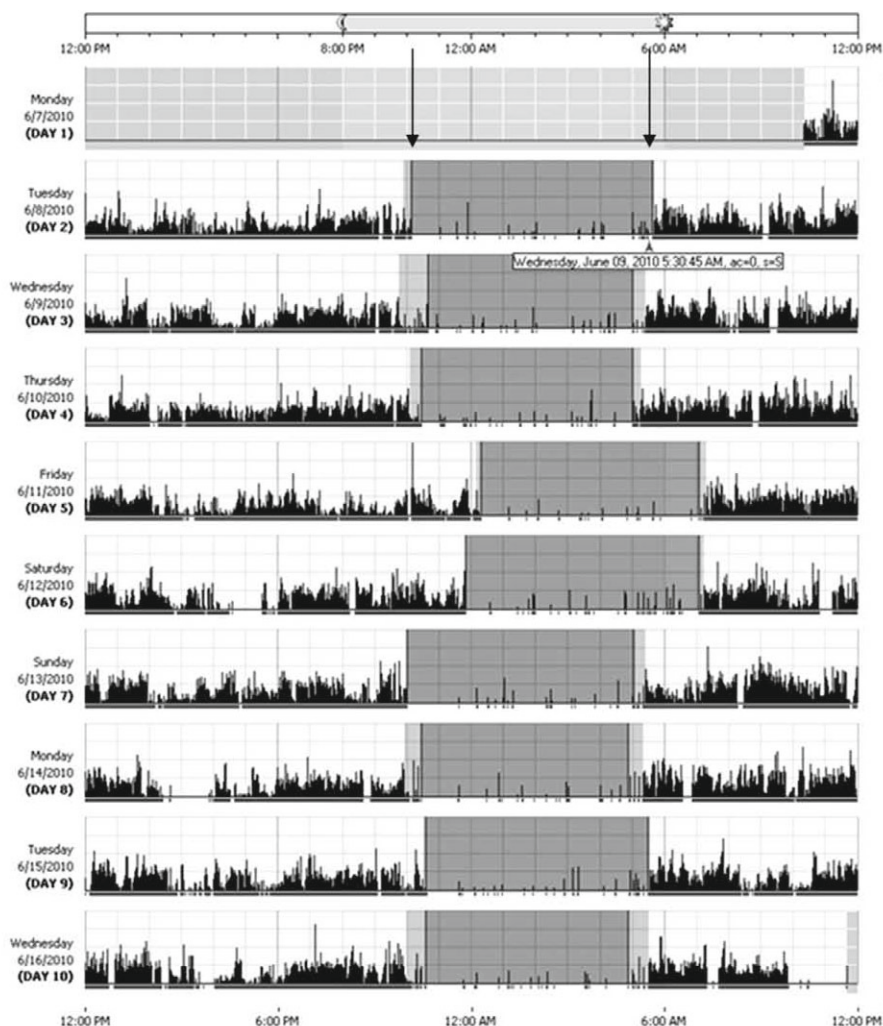 12:00 PM 8:00 PM 12:00 AM 6:00 AM 12:00 PM
Monday
6/7/2010
(DAY 1)
Tuesday
6/8/2010
(DAY 2)
Wednesday, June 09, 2010 5:30:45 AM, ac=0, s=S
Wednesday
6/9/2010
(DAY 3)
Thursday
6/10/2010
(DAY 4)
Friday
6/11/2010
(DAY 5)
Saturday
6/12/2010
(DAY 6)
Sunday
6/13/2010
(DAY 7)
Monday
6/14/2010
(DAY 8)
Tuesday
6/15/2010
(DAY 9)
Wednesday
6/16/2010
(DAY 10)
12:00 PM 6:00 PM 12:00 AM 6:00 AM 12:00 PM